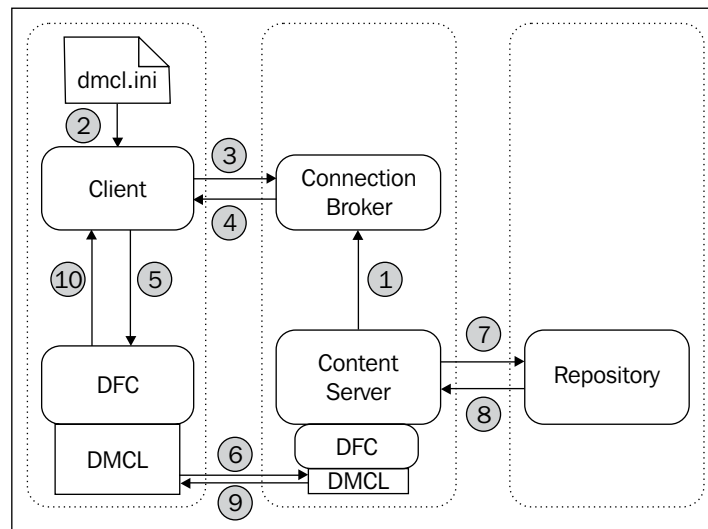 dmcl.ini
2
Client
3
4
Connection
Broker
10
5
1
DFC
DMCL
Content
Server
7
8
Repository
DFC
DMCL
6
9